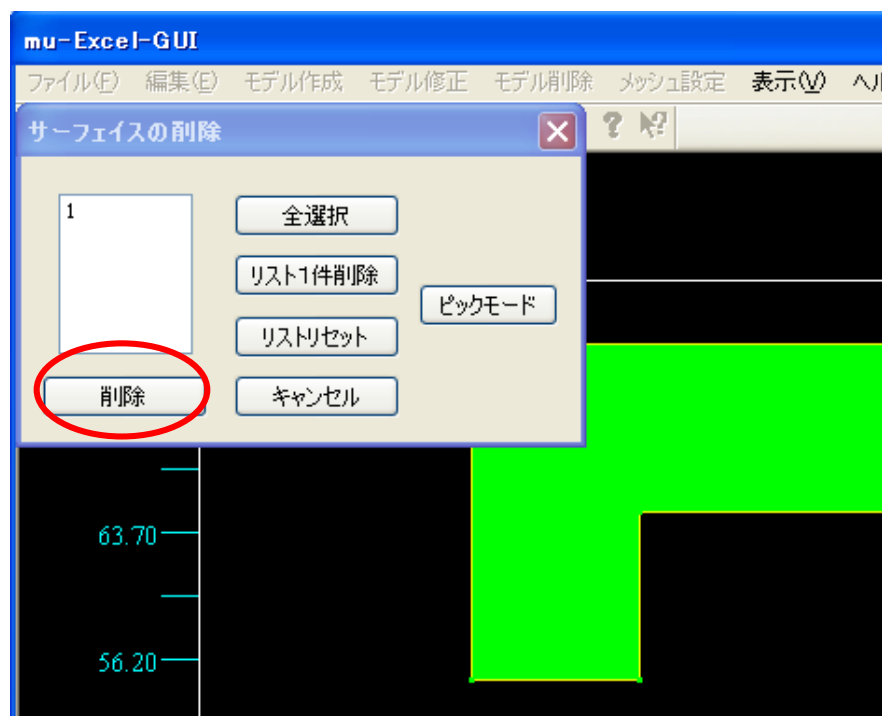 mu-Excel-GUI
ファイル(F) 編集(E) モデル作成 モデル修正 モデル削除 メッシュ設定 表示(V) ヘル
サーフェイスの削除
1
全選択
リスト1件削除
ピックモード
リストリセット
削除
キャンセル
63.70
56.20